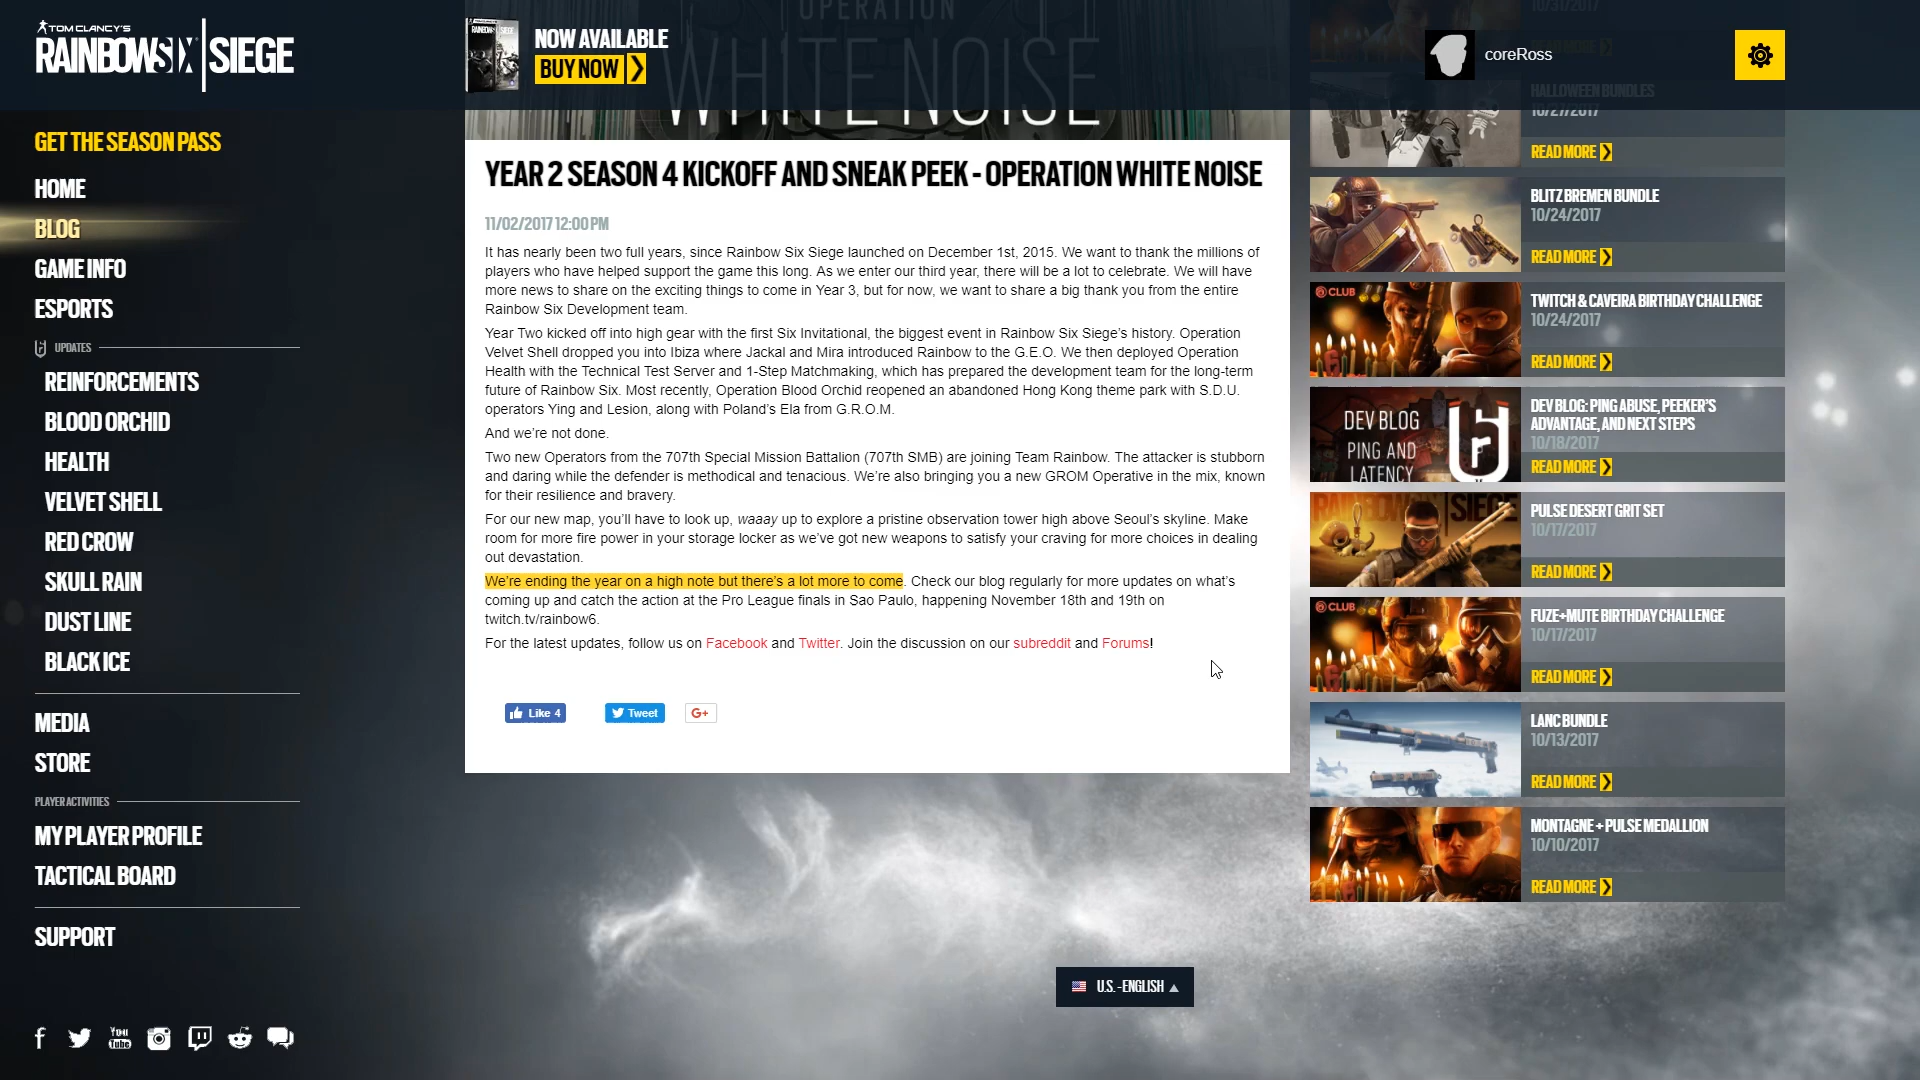 TOM CLANCY'S
RAINBOWSIX | SIEGE
NOW AVAILABLE
BUY NOW
coreRoss
OPERATION
WHITE NOISE
GET THE SEASON PASS
HOME
BLOG
GAME INFO
ESPORTS
UPDATES
REINFORCEMENTS
BLOOD ORCHID
HEALTH
VELVET SHELL
RED CROW
SKULL RAIN
DUST LINE
BLACK ICE
MEDIA
STORE
PLAYER ACTIVITIES
MY PLAYER PROFILE
TACTICAL BOARD
SUPPORT
YEAR 2 SEASON 4 KICKOFF AND SNEAK PEEK - OPERATION WHITE NOISE
11/02/2017 12:00 PM
It has nearly been two full years, since Rainbow Six Siege launched on December 1st, 2015. We want to thank the millions of
players who have helped support the game this long. As we enter our third year, there will be a lot to celebrate. We will have
more news to share on the exciting things to come in Year 3, but for now, we want to share a big thank you from the entire
Rainbow Six Development team.
Year Two kicked off into high gear with the first Six Invitational, the biggest event in Rainbow Six Siege's history. Operation
Velvet Shell dropped you into Ibiza where Jackal and Mira introduced Rainbow to the G.E.O. We then deployed Operation
Health with the Technical Test Server and 1-Step Matchmaking, which has prepared the development team for the long-term
future of Rainbow Six. Most recently, Operation Blood Orchid reopened an abandoned Hong Kong theme park with S.D.U.
operators Ying and Lesion, along with Poland's Ela from G.R.O.M.
And we're not done.
Two new Operators from the 707th Special Mission Battalion (707th SMB) are joining Team Rainbow. The attacker is stubborn
and daring while the defender is methodical and tenacious. We're also bringing you a new GROM Operative in the mix, known
for their resilience and bravery.
For our new map, you'll have to look up, waaay up to explore a pristine observation tower high above Seoul's skyline. Make
room for more fire power in your storage locker as we've got new weapons to satisfy your craving for more choices in dealing
out devastation.
We're ending the year on a high note but there's a lot more to come. Check our blog regularly for more updates on what's
coming up and catch the action at the Pro League finals in Sao Paulo, happening November 18th and 19th on
twitch.tv/rainbow6.
For the latest updates, follow us on Facebook and Twitter. Join the discussion on our subreddit and Forums!
Like 4
Tweet
G+
10/31/2017
READ MORE
HALLOWEEN BUNDLES
10/27/2017
READ MORE
BLITZ BREMEN BUNDLE
10/24/2017
READ MORE
CLUB
TWITCH & CAVEIRA BIRTHDAY CHALLENGE
10/24/2017
READ MORE
DEV BLOG
PING AND
LATENCY
DEV BLOG: PING ABUSE, PEEKER'S
ADVANTAGE, AND NEXT STEPS
10/18/2017
READ MORE
RAINBOW SIEGE
PULSE DESERT GRIT SET
10/17/2017
READ MORE
CLUB
FUZE+MUTE BIRTHDAY CHALLENGE
10/17/2017
READ MORE
LANC BUNDLE
10/13/2017
READ MORE
MONTAGNE + PULSE MEDALLION
10/10/2017
READ MORE
U.S. - ENGLISH
You Tube